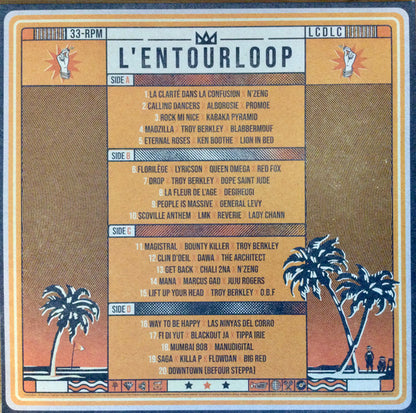 33-RPM
LCDLC
L'ENTOURLOOP
SIDE A
1 LA CLARTÉ DANS LA CONFUSION X N'ZENG
2 CALLING DANCERS X ALBOROSIE X PROMOE
3 ROCK MI NICE X KABAKA PYRAMID
4 MADZILLA X TROY BERKLEY X BLABBERMOUF
5 ETERNAL ROSES X KEN BOOTHE X LION IN BED
SIDE B
6 FLORILÈGE X LYRICSON X QUEEN OMEGA X RED FOX
7 DROP X TROY BERKLEY X DOPE SAINT JUDE
8 LA FLEUR DE L'AGE X DEGIHEUGI
9 PEOPLE IS MASSIVE X GENERAL LEVY
10 SCOVILLE ANTHEM X LMK X REVERIE X LADY CHANN
SIDE C
11 MAGISTRAL X BOUNTY KILLER X TROY BERKLEY
12 CLIN D'OEIL X DAWA X THE ARCHITECT
13 GET BACK X CHALI 2NA X N'ZENG
14 MANA X MARCUS GAD X JUJU ROGERS
15 LIFT UP YOUR HEAD X TROY BERKLEY X O.B.F
SIDE D
16 WAY TO BE HAPPY X LAS NINYAS DEL CORRO
17 FI DI YUT X BLACKOUT JA X TIPPA IRIE
18 MUMBAI BOB X MANUDIGITAL
19 SAGA X KILLA P X FLOWDAN X BIG RED
20 DOWNTOWN (BEFOUR STEPPA)